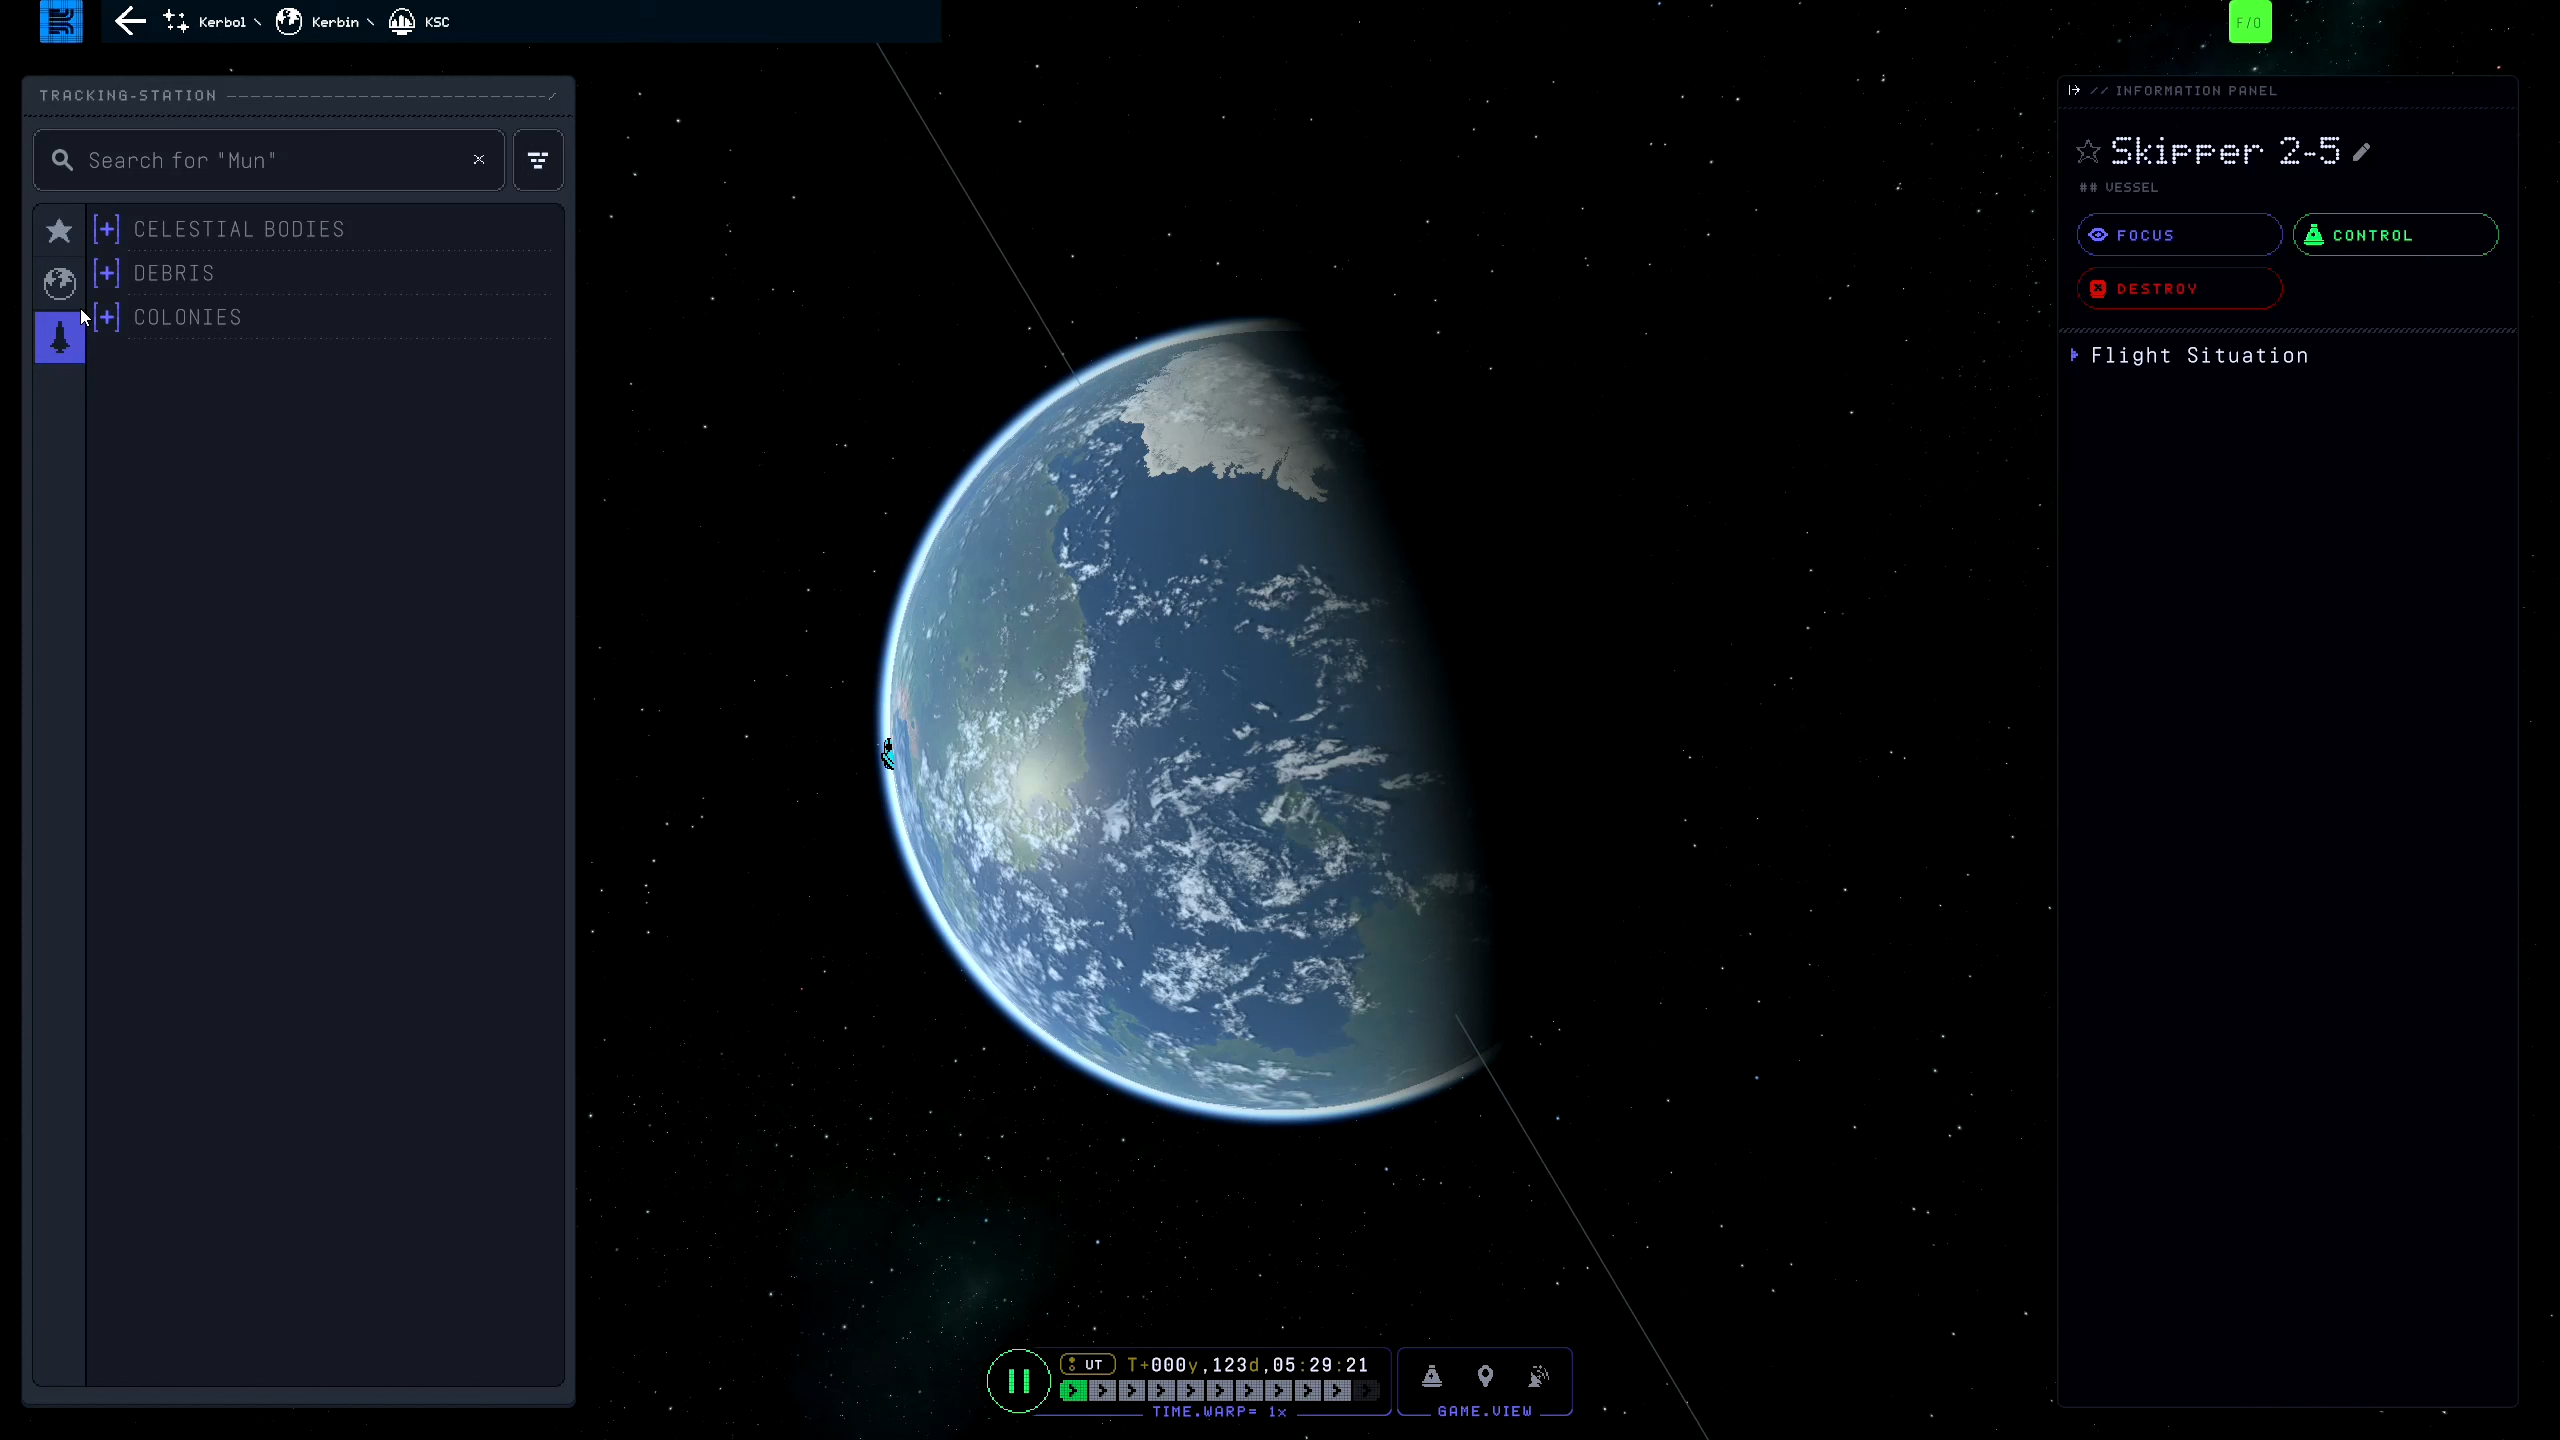 Kerbol
Kerbin
KSC
F/O
TRACKING-STATION
Search for "Mun"
[+] CELESTIAL BODIES
[+] DEBRIS
[+] COLONIES
// INFORMATION PANEL
Skipper 2-5
## VESSEL
FOCUS
CONTROL
DESTROY
Flight Situation
UT T+000y,123d,05:29:21
TIME.WARP= 1x
GAME.VIEW